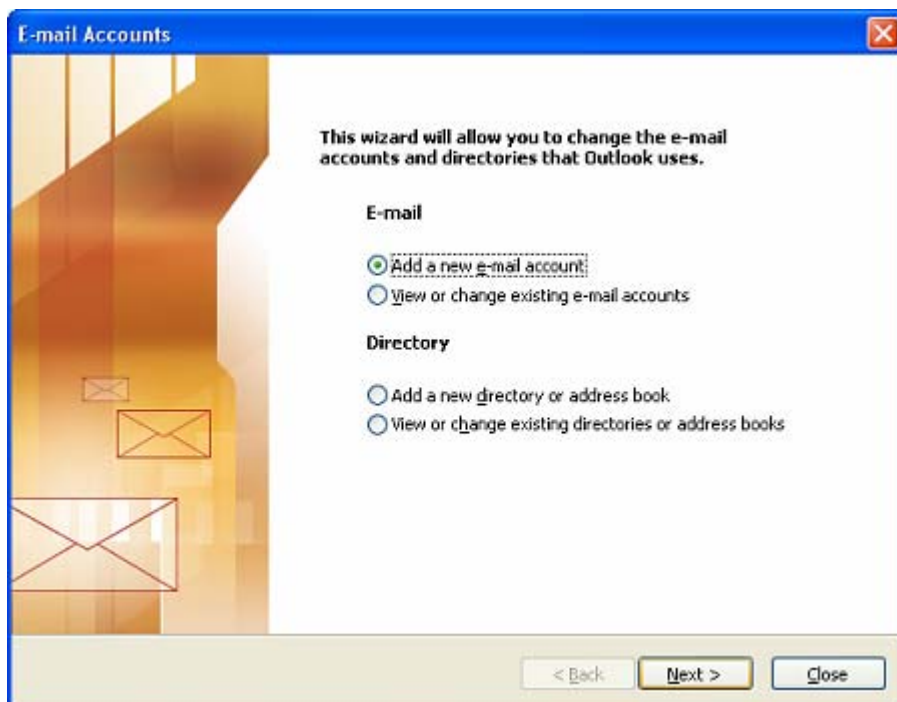 E-mail Accounts
This wizard will allow you to change the e-mail
accounts and directories that Outlook uses.
E-mail
Add a new e-mail account
View or change existing e-mail accounts
Directory
Add a new directory or address book
View or change existing directories or address books
< Back
Next >
Close